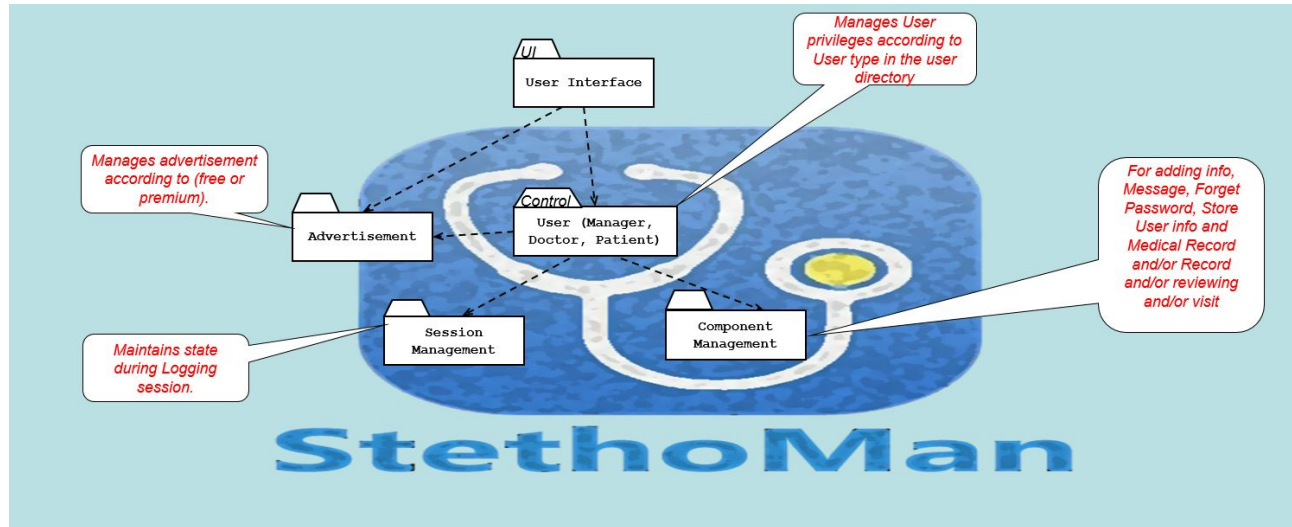 Manages User
privileges according to
User type in the user
directory
UI
User Interface
Manages advertisement
according to (free or
premium).
Advertisement
Control
User (Manager,
Doctor, Patient)
For adding info,
Message, Forget
Password, Store
User info and
Medical Record
and/or Record
and/or reviewing
and/or visit
Session
Management
Component
Management
Maintains state
during Logging
session.
StethoMan